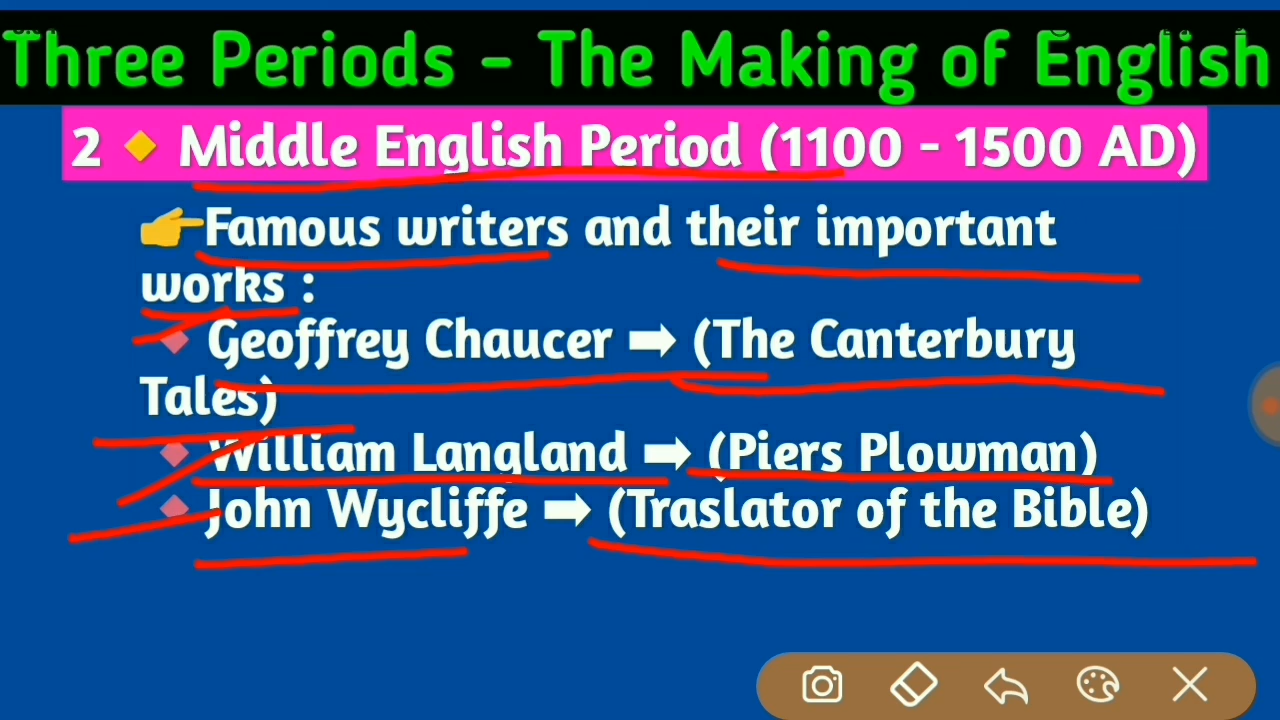 Three Periods - The Making of English
2 🔸 Middle English Period (1100 - 1500 AD)
👉Famous writers and their important
works :
🔸 Geoffrey Chaucer ➡ (The Canterbury
Tales)
🔸 William Langland ➡ (Piers Plowman)
🔸 John Wycliffe ➡ (Traslator of the Bible)